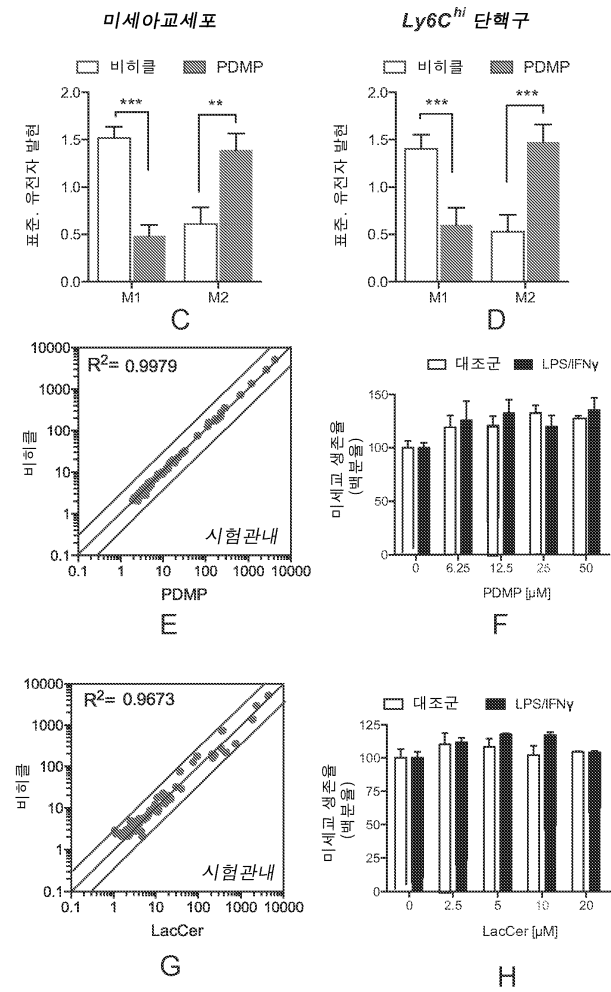 미세아교세포
Ly6C^hi 단핵구
비히클 PDMP
비히클 PDMP
표준. 유전자 발현
2.0
1.5
1.0
0.5
0.0
*** **
M1 M2
C
표준. 유전자 발현
2.0
1.5
1.0
0.5
0.0
*** ***
M1 M2
D
비히클
10000
1000
100
10
1
0.1
R²= 0.9979
시험관내
0.1 1 10 100 1000 10000
PDMP
E
대조군 LPS/IFNγ
미세교 생존율
(백분율)
150
100
50
0
0 6.25 12.5 25 50
PDMP [µM]
F
비히클
10000
1000
100
10
1
0.1
R²= 0.9673
시험관내
0.1 1 10 100 1000 10000
LacCer
G
대조군 LPS/IFNγ
미세교 생존율
(백분율)
125
100
75
50
25
0
0 2.5 5 10 20
LacCer [µM]
H